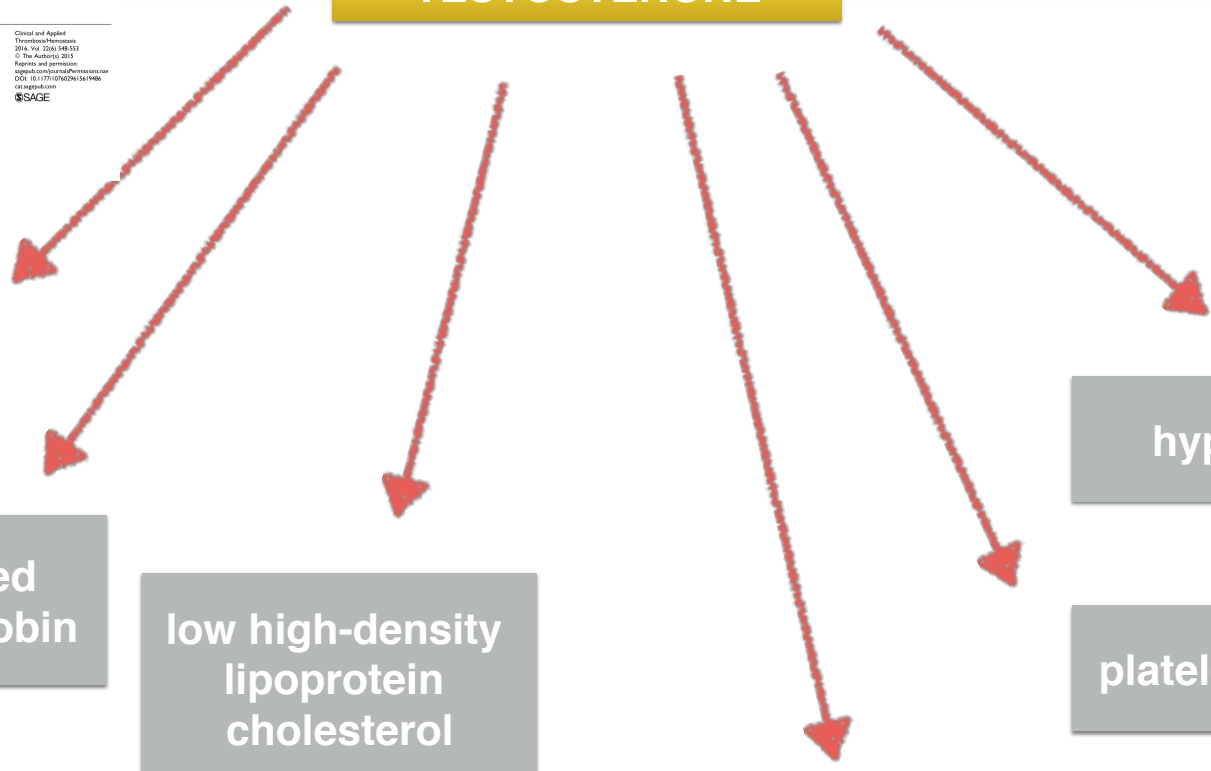 TESTOSTERONE
Clinical and Applied
Thrombosis/Hemostasis
2016, Vol. 22(6) 548-553
© The Author(s) 2015
Reprints and permission:
sagepub.com/journalsPermissions.nav
DOI: 10.1177/1076029615619486
cat.sagepub.com
SAGE
hyp
ed
obin
low high-density
lipoprotein
cholesterol
platel